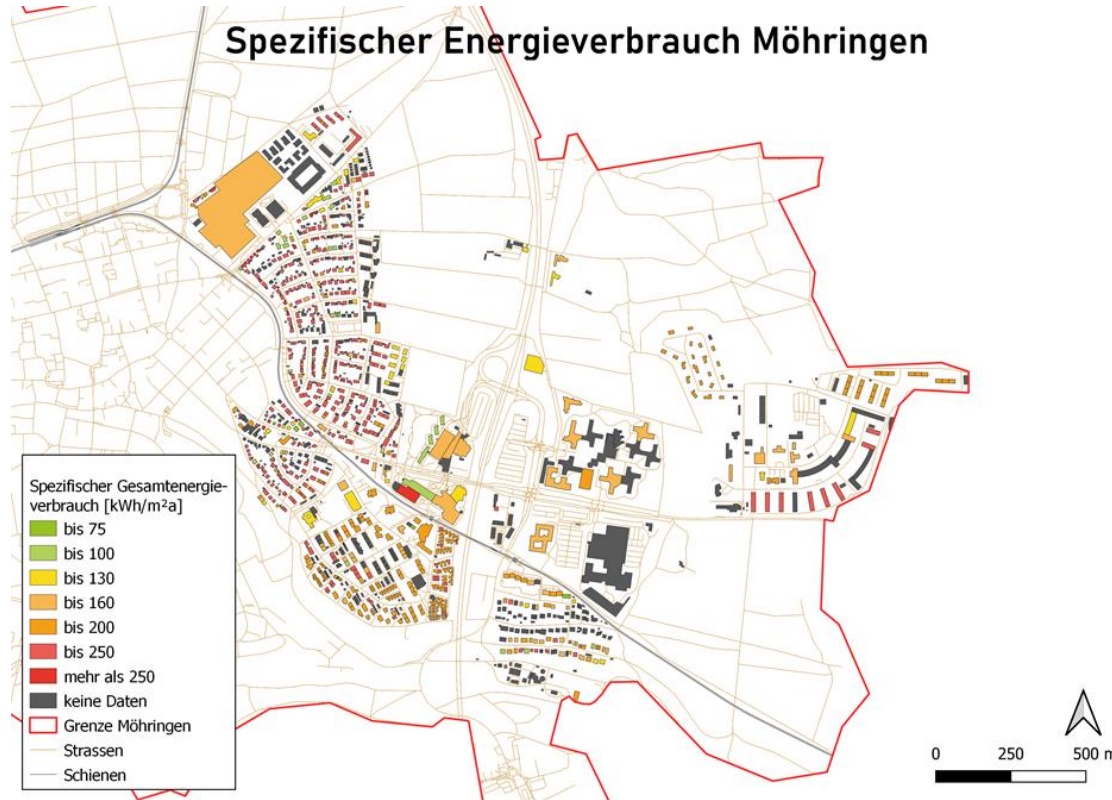 Spezifischer Energieverbrauch Möhringen
Spezifischer Gesamtenergie-
verbrauch [kWh/m²a]
bis 75
bis 100
bis 130
bis 160
bis 200
bis 250
mehr als 250
keine Daten
Grenze Möhringen
Strassen
Schienen
0 250 500 m